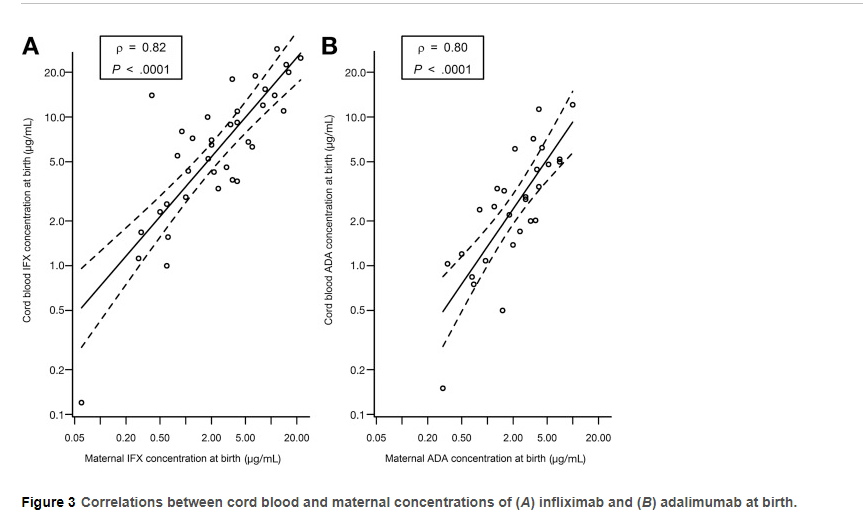 A
ρ = 0.82
P < .0001
Cord blood IFX concentration at birth (µg/mL)
20.0
10.0
5.0
2.0
1.0
0.5
0.2
0.1
0.05 0.20 0.50 2.00 5.00 20.00
Maternal IFX concentration at birth (µg/mL)
B
ρ = 0.80
P < .0001
Cord blood ADA concentration at birth (µg/mL)
20.0
10.0
5.0
2.0
1.0
0.5
0.2
0.1
0.05 0.20 0.50 2.00 5.00 20.00
Maternal ADA concentration at birth (µg/mL)
Figure 3 Correlations between cord blood and maternal concentrations of (A) infliximab and (B) adalimumab at birth.